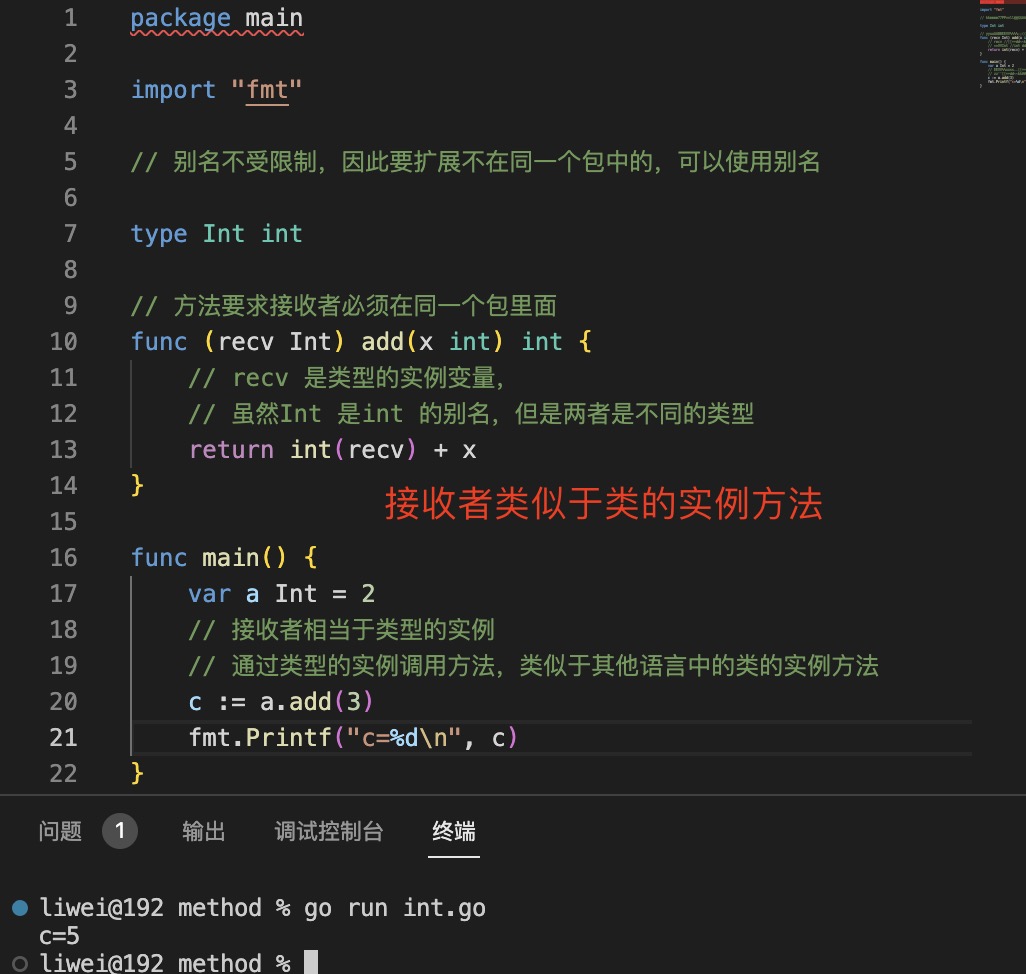 1 package main
2
3 import "fmt"
4
5 // 别名不受限制，因此要扩展不在同一个包中的，可以使用别名
6
7 type Int int
8
9 // 方法要求接收者必须在同一个包里面
10 func (recv Int) add(x int) int {
11 // recv 是类型的实例变量，
12 // 虽然Int 是int 的别名，但是两者是不同的类型
13 return int(recv) + x
14 }
接收者类似于类的实例方法
15
16 func main() {
17 var a Int = 2
18 // 接收者相当于类型的实例
19 // 通过类型的实例调用方法，类似于其他语言中的类的实例方法
20 c := a.add(3)
21 fmt.Printf("c=%d\n", c)
22 }
问题 1 输出 调试控制台 终端
liwei@192 method % go run int.go
c=5
liwei@192 method %